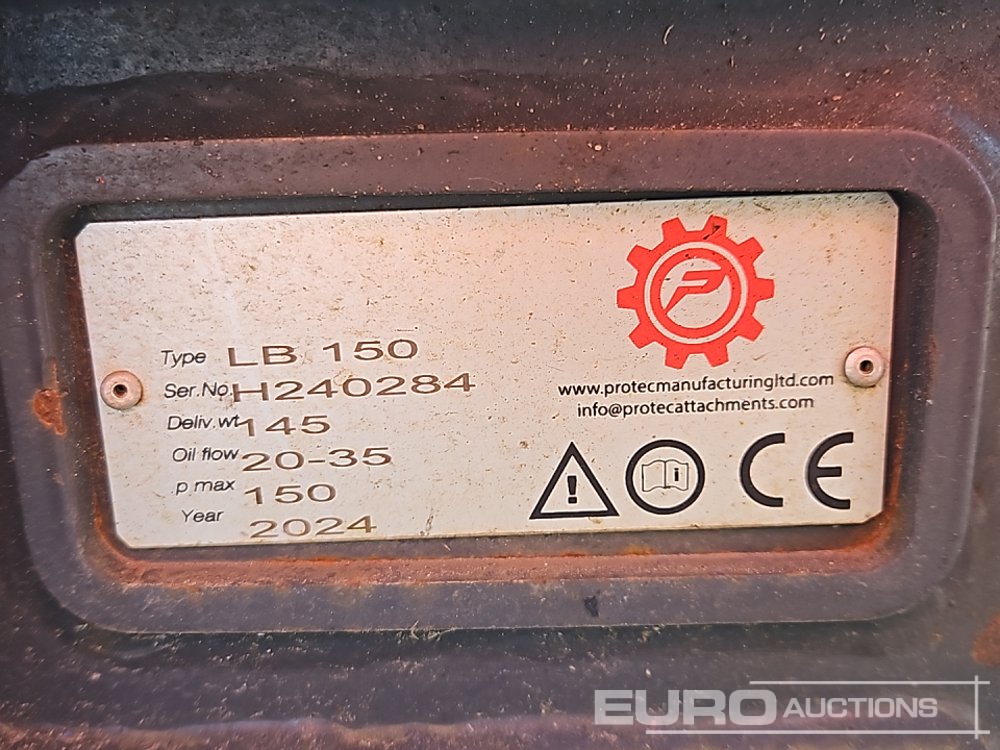 Type LB 150
Ser.No H240284
Deliv.wt 145
Oil flow 20-35
p max 150
Year 2024
P
www.protecmanufacturingltd.com
info@protecattachments.com
! i CE
EURO AUCTIONS